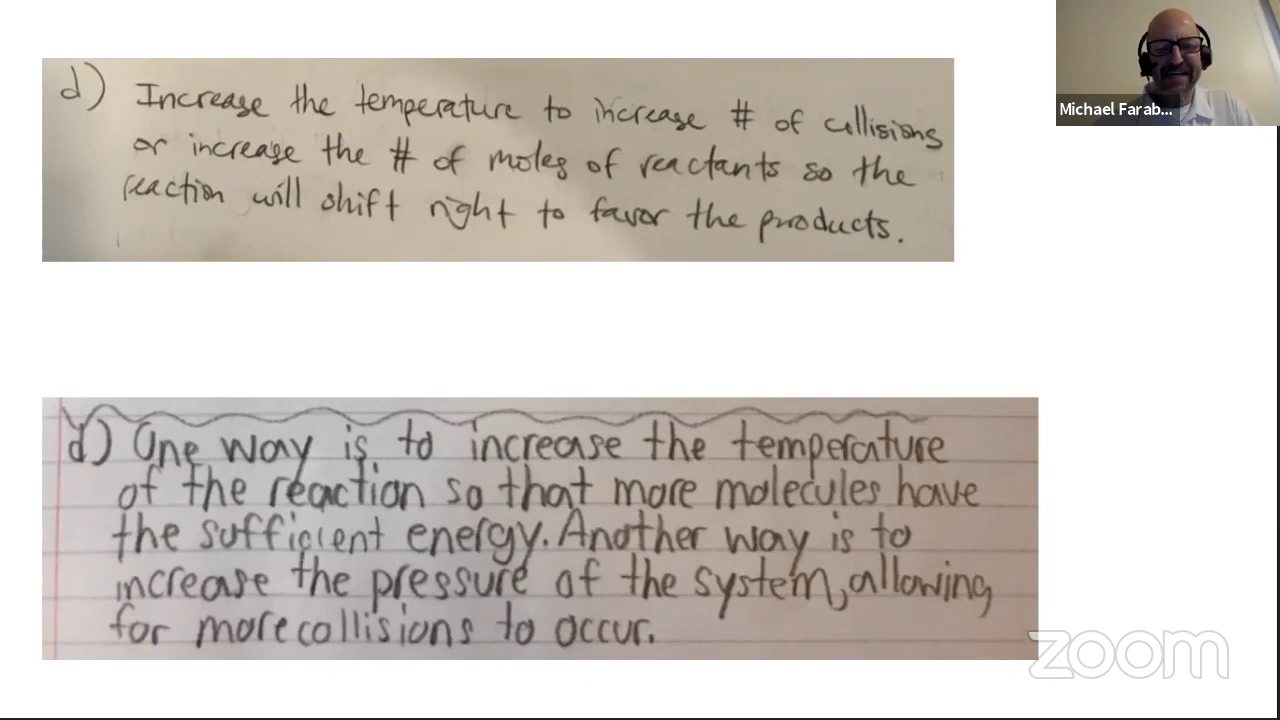 Michael Farab...
d) Increase the temperature to increase # of collisions
or increase the # of moles of reactants so the
reaction will shift right to favor the products.
d) One way is to increase the temperature
of the reaction so that more molecules have
the sufficient energy. Another way is to
increase the pressure of the system, allowing
for more collisions to occur.
zoom